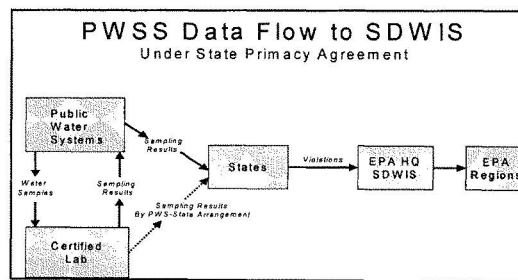 PWSS Data Flow to SDWIS
Under State Primacy Agreement
Public
Water
Systems
Sampling
Results
Water
Samples
Sampling
Results
States
Violations
EPA HQ
SDWIS
EPA
Regions
Sampling Results
By PWS-State Arrangement
Certified
Lab